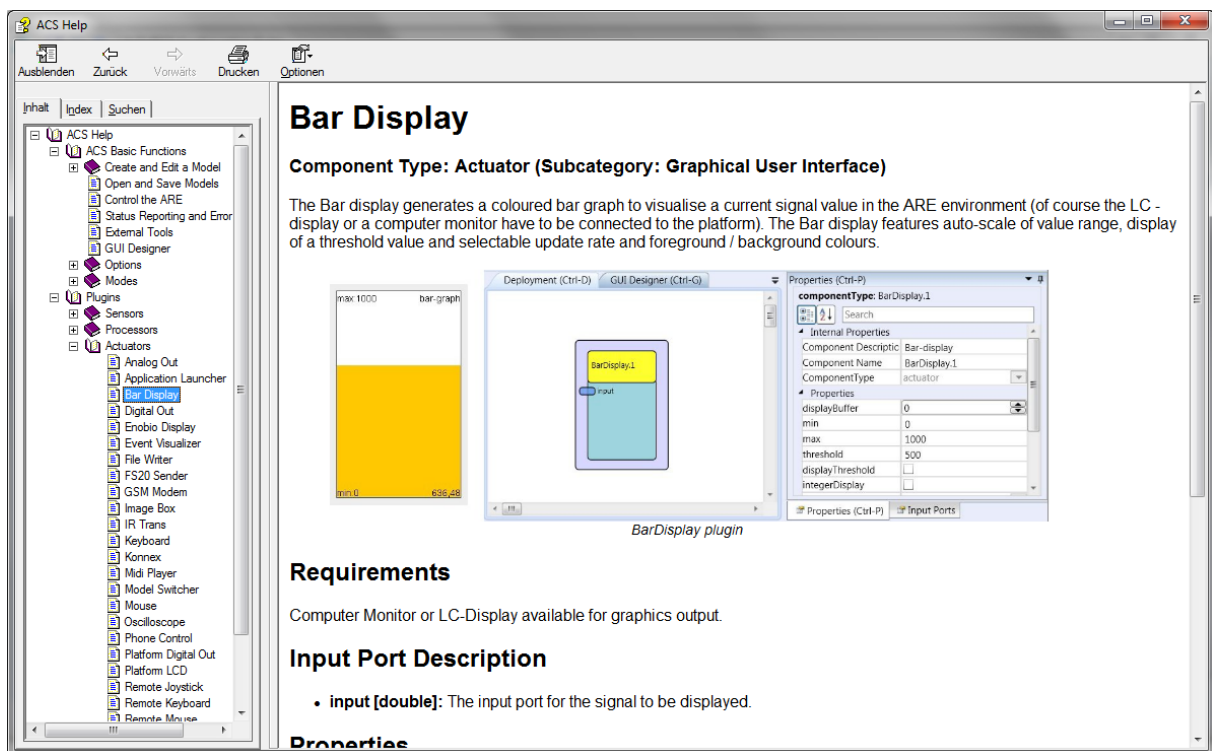 ACS Help
Ausblenden Zurück Vorwärts Drucken Optionen
Inhalt Index Suchen
ACS Help
ACS Basic Functions
Create and Edit a Model
Open and Save Models
Control the ARE
Status Reporting and Error
External Tools
GUI Designer
Options
Modes
Plugins
Sensors
Processors
Actuators
Analog Out
Application Launcher
Bar Display
Digital Out
Enobio Display
Event Visualizer
File Writer
FS20 Sender
GSM Modem
Image Box
IR Trans
Keyboard
Konnex
Midi Player
Model Switcher
Mouse
Oscilloscope
Phone Control
Platform Digital Out
Platform LCD
Remote Joystick
Remote Keyboard
Remote Mouse
Bar Display
Component Type: Actuator (Subcategory: Graphical User Interface)
The Bar display generates a coloured bar graph to visualise a current signal value in the ARE environment (of course the LC -
display or a computer monitor have to be connected to the platform). The Bar display features auto-scale of value range, display
of a threshold value and selectable update rate and foreground / background colours.
max 1000 bar-graph
min:0 636,48
Deployment (Ctrl-D) GUI Designer (Ctrl-G)
BarDisplay.1
input
Properties (Ctrl-P)
componentType: BarDisplay.1
Search
Internal Properties
Component Descriptic Bar-display
Component Name BarDisplay.1
ComponentType actuator
Properties
displayBuffer 0
min 0
max 1000
threshold 500
displayThreshold
integerDisplay
Properties (Ctrl-P) Input Ports
BarDisplay plugin
Requirements
Computer Monitor or LC-Display available for graphics output.
Input Port Description
• input [double]: The input port for the signal to be displayed.
Properties